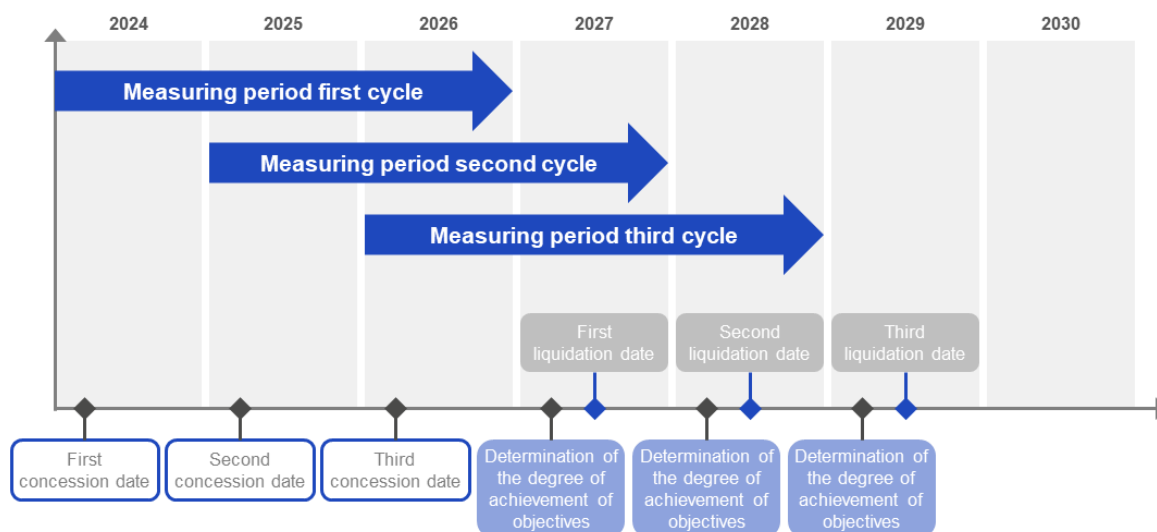 2024 2025 2026 2027 2028 2029 2030
Measuring period first cycle
Measuring period second cycle
Measuring period third cycle
First
liquidation date
Second
liquidation date
Third
liquidation date
First
concession date
Second
concession date
Third
concession date
Determination of
the degree of
achievement of
objectives
Determination of
the degree of
achievement of
objectives
Determination of
the degree of
achievement of
objectives